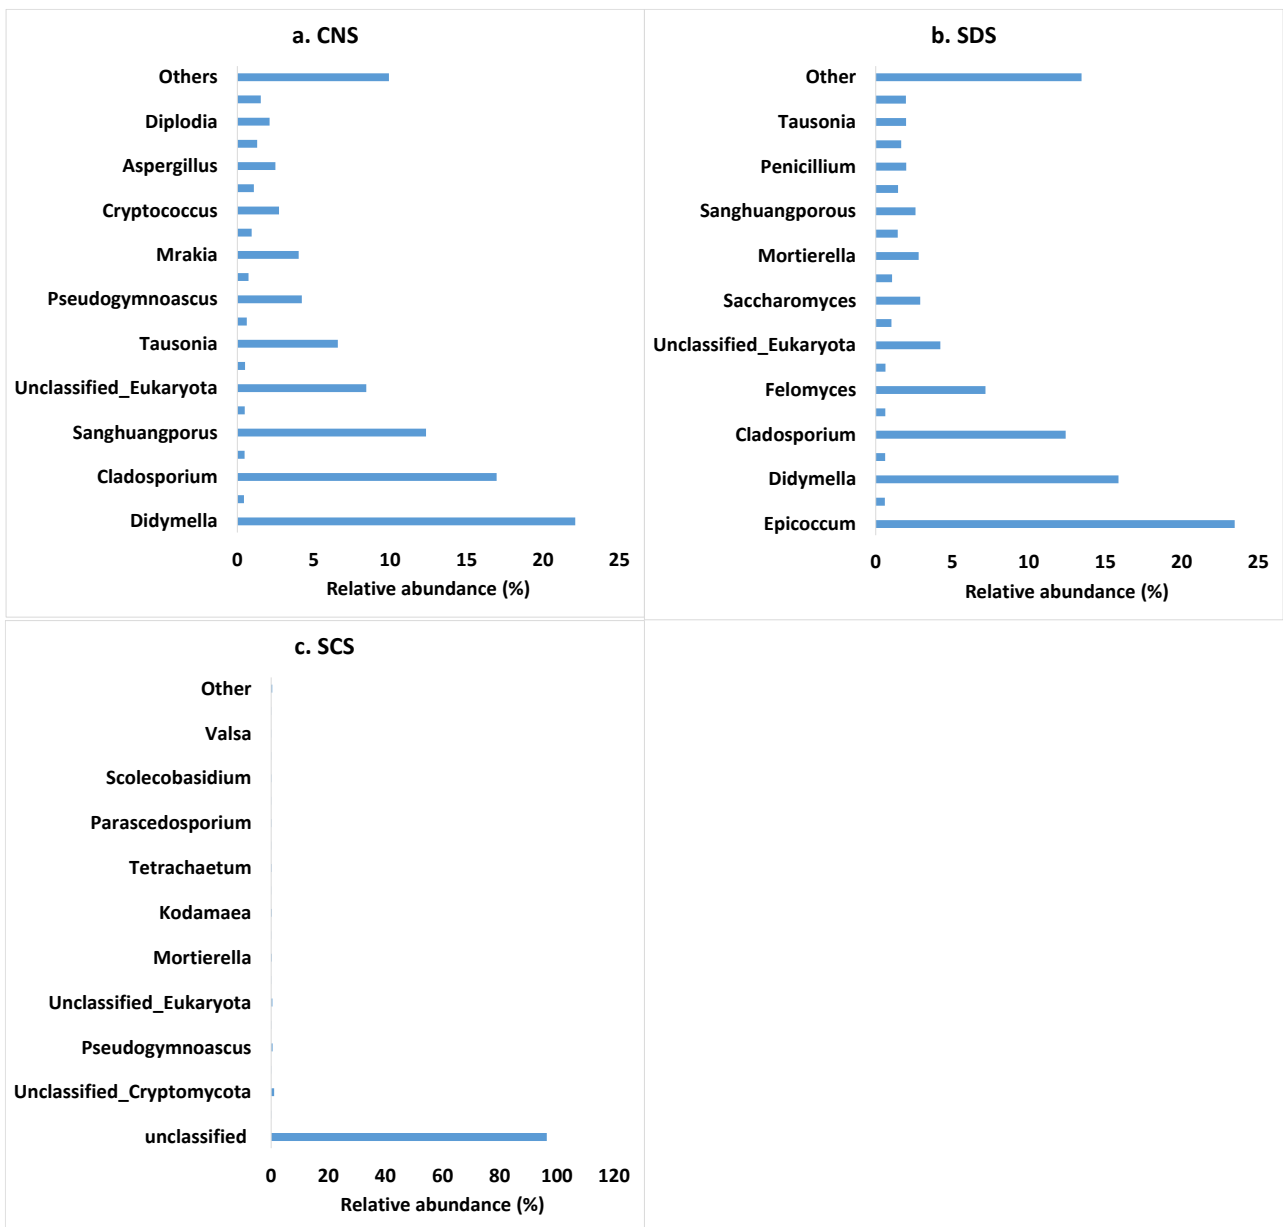 a. CNS
Others
Diplodia
Aspergillus
Cryptococcus
Mrakia
Pseudogymnoascus
Tausonia
Unclassified_Eukaryota
Sanghuangporus
Cladosporium
Didymella
0 5 10 15 20 25
Relative abundance (%)
b. SDS
Other
Tausonia
Penicillium
Sanghuangporous
Mortierella
Saccharomyces
Unclassified_Eukaryota
Felomyces
Cladosporium
Didymella
Epicoccum
0 5 10 15 20 25
Relative abundance (%)
c. SCS
Other
Valsa
Scolecobasidium
Parascedosporium
Tetrachaetum
Kodamaea
Mortierella
Unclassified_Eukaryota
Pseudogymnoascus
Unclassified_Cryptomycota
unclassified
0 20 40 60 80 100 120
Relative abundance (%)